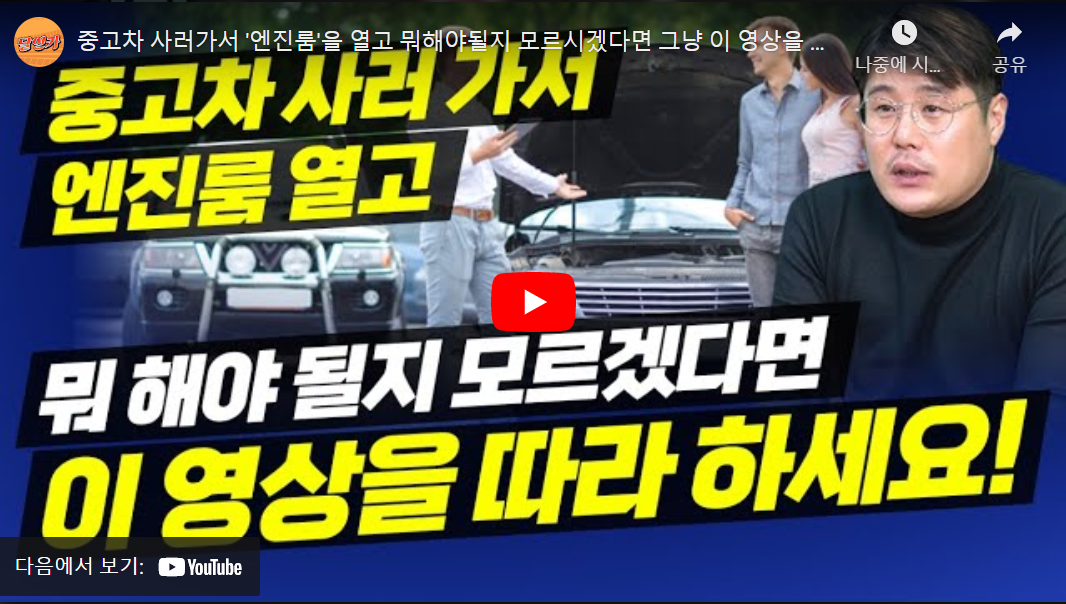 중고차 사러가서 '엔진룸'을 열고 뭐해야될지 모르시겠다면 그냥 이 영상을 ...
나중에 시...
공유
중고차 사러 가서
엔진룸 열고
뭐 해야 될지 모르겠다면
이 영상을 따라 하세요!
다음에서 보기: YouTube